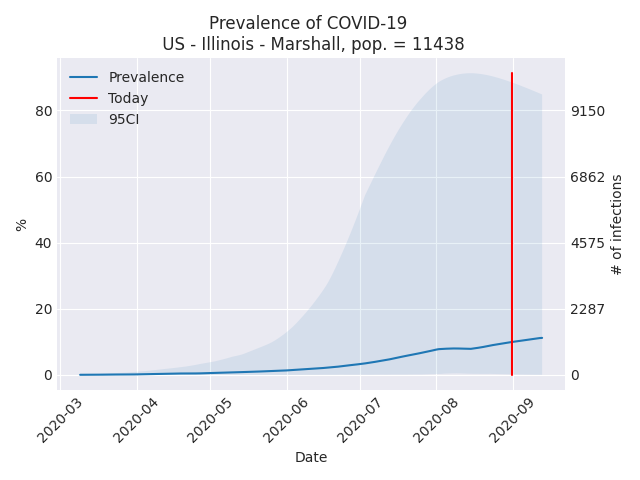 Prevalence of COVID-19
US - Illinois - Marshall, pop. = 11438
Prevalence
Today
95CI
80
60
40
20
0
%
9150
6862
4575
2287
0
# of infections
2020-03
2020-04
2020-05
2020-06
2020-07
2020-08
2020-09
Date